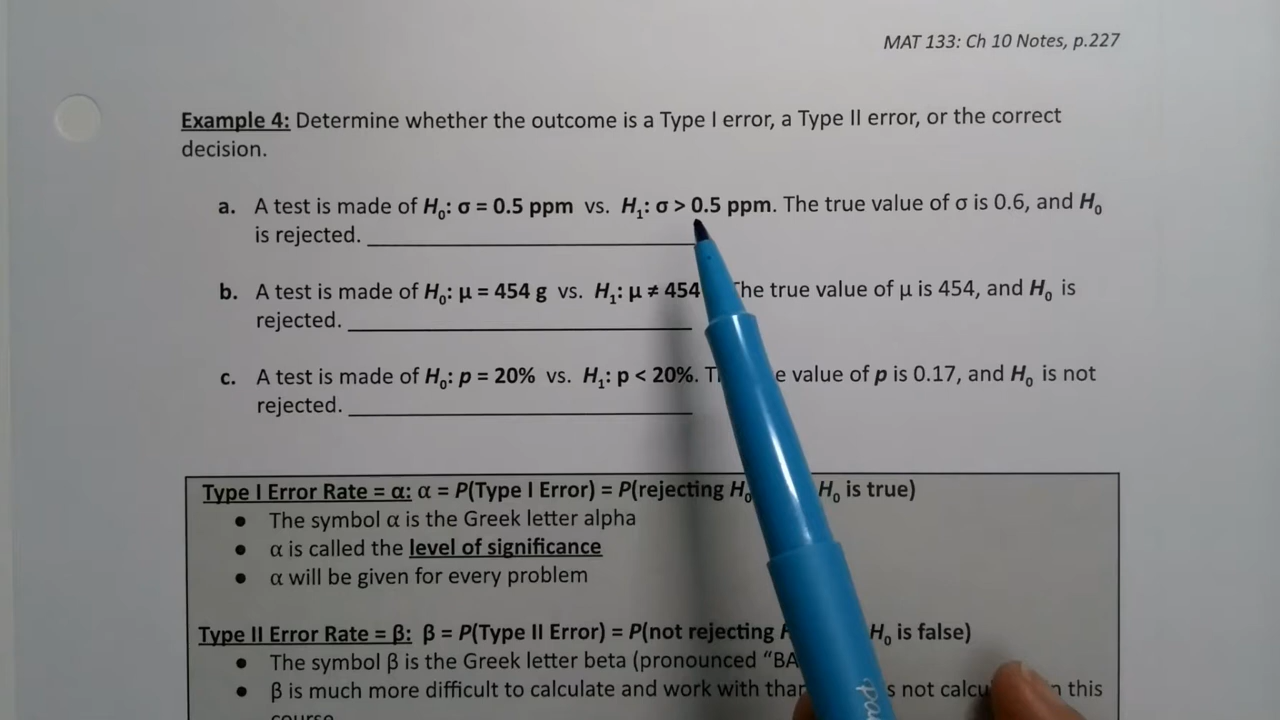 MAT 133: Ch 10 Notes, p.227
Example 4: Determine whether the outcome is a Type I error, a Type II error, or the correct
decision.
a. A test is made of H₀: σ = 0.5 ppm vs. H₁: σ > 0.5 ppm. The true value of σ is 0.6, and H₀
is rejected.
b. A test is made of H₀: μ = 454 g vs. H₁: μ ≠ 454 The true value of μ is 454, and H₀ is
rejected.
c. A test is made of H₀: p = 20% vs. H₁: p < 20%. value of p is 0.17, and H₀ is not
rejected.
Type I Error Rate = α: α = P(Type I Error) = P(rejecting H₀ H₀ is true)
• The symbol α is the Greek letter alpha
• α is called the level of significance
• α will be given for every problem
Type II Error Rate = β: β = P(Type II Error) = P(not rejecting H₀ is false)
• The symbol β is the Greek letter beta (pronounced "BA
• β is much more difficult to calculate and work with not this
course